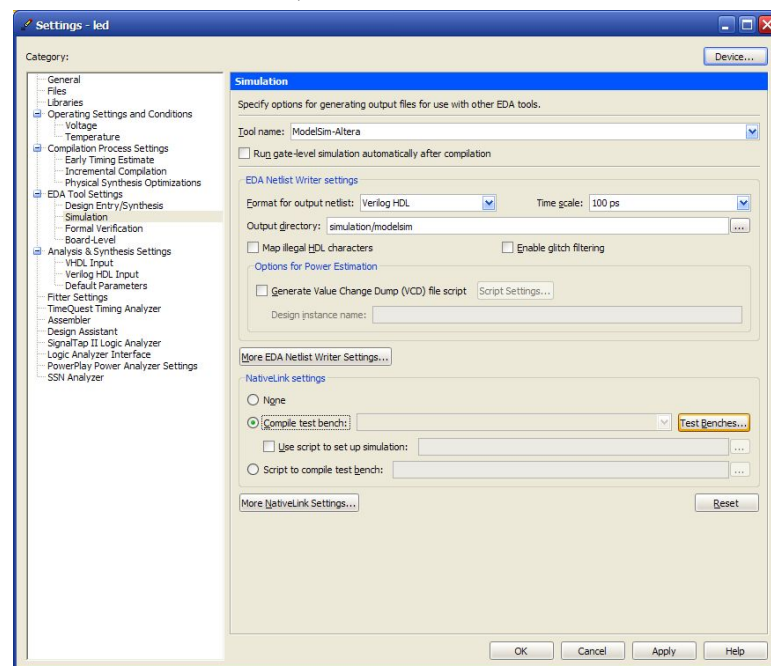 Settings - led
Category:
Device...
General
Files
Libraries
Operating Settings and Conditions
Voltage
Temperature
Compilation Process Settings
Early Timing Estimate
Incremental Compilation
Physical Synthesis Optimizations
EDA Tool Settings
Design Entry/Synthesis
Simulation
Formal Verification
Board-Level
Analysis & Synthesis Settings
VHDL Input
Verilog HDL Input
Default Parameters
Fitter Settings
TimeQuest Timing Analyzer
Assembler
Design Assistant
SignalTap II Logic Analyzer
Logic Analyzer Interface
PowerPlay Power Analyzer Settings
SSN Analyzer
Simulation
Specify options for generating output files for use with other EDA tools.
Tool name: ModelSim-Altera
Run gate-level simulation automatically after compilation
EDA Netlist Writer settings
Format for output netlist: Verilog HDL Time scale: 100 ps
Output directory: simulation/modelsim ...
Map illegal HDL characters Enable glitch filtering
Options for Power Estimation
Generate Value Change Dump (VCD) file script Script Settings...
Design instance name:
More EDA Netlist Writer Settings...
NativeLink settings
None
Compile test bench: Test Benches...
Use script to set up simulation: ...
Script to compile test bench: ...
More NativeLink Settings... Reset
OK Cancel Apply Help